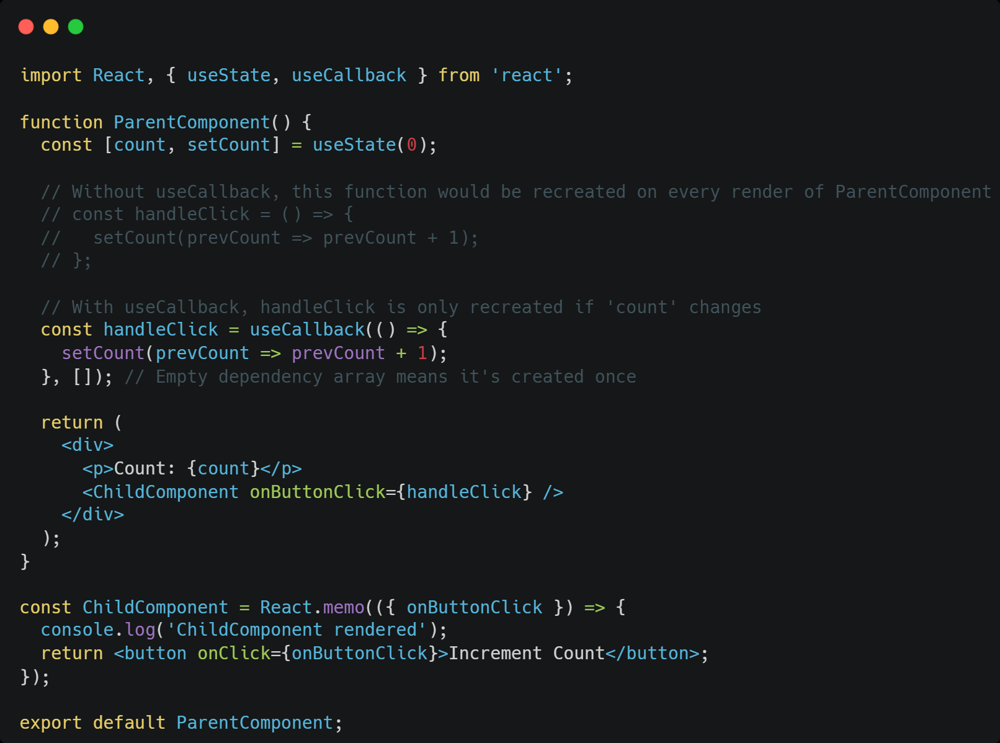 import React, { useState, useCallback } from 'react';

function ParentComponent() {
  const [count, setCount] = useState(0);

  // Without useCallback, this function would be recreated on every render of ParentComponent
  // const handleClick = () => {
  //   setCount(prevCount => prevCount + 1);
  // };

  // With useCallback, handleClick is only recreated if 'count' changes
  const handleClick = useCallback(() => {
    setCount(prevCount => prevCount + 1);
  }, []); // Empty dependency array means it's created once

  return (
    <div>
      <p>Count: {count}</p>
      <ChildComponent onButtonClick={handleClick} />
    </div>
  );
}

const ChildComponent = React.memo(({ onButtonClick }) => {
  console.log('ChildComponent rendered');
  return <button onClick={onButtonClick}>Increment Count</button>;
});

export default ParentComponent;